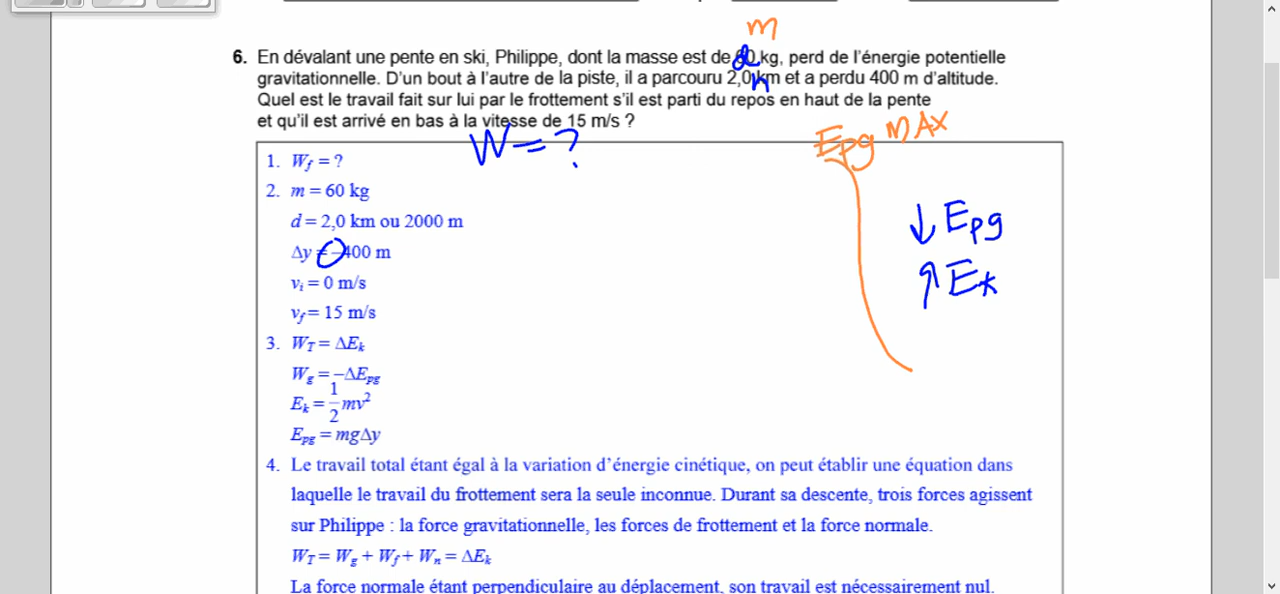 m
6. En dévalant une pente en ski, Philippe, dont la masse est de kg, perd de l'énergie potentielle
gravitationnelle. D'un bout à l'autre de la piste, il a parcouru 2,0 km et a perdu 400 m d'altitude.
Quel est le travail fait sur lui par le frottement s'il est parti du repos en haut de la pente
et qu'il est arrivé en bas à la vitesse de 15 m/s ?
W = ?
Epg MAX
1. Wf = ?
2. m = 60 kg
d = 2,0 km ou 2000 m
↓ Epg
Δy = –400 m
↑ Ek
vi = 0 m/s
vf = 15 m/s
3. WT = ΔEk
Wg = –ΔEpg
Ek = 1/2 mv²
Epg = mgΔy
4. Le travail total étant égal à la variation d'énergie cinétique, on peut établir une équation dans
laquelle le travail du frottement sera la seule inconnue. Durant sa descente, trois forces agissent
sur Philippe : la force gravitationnelle, les forces de frottement et la force normale.
WT = Wg + Wf + Wn = ΔEk
La force normale étant perpendiculaire au déplacement, son travail est nécessairement nul.